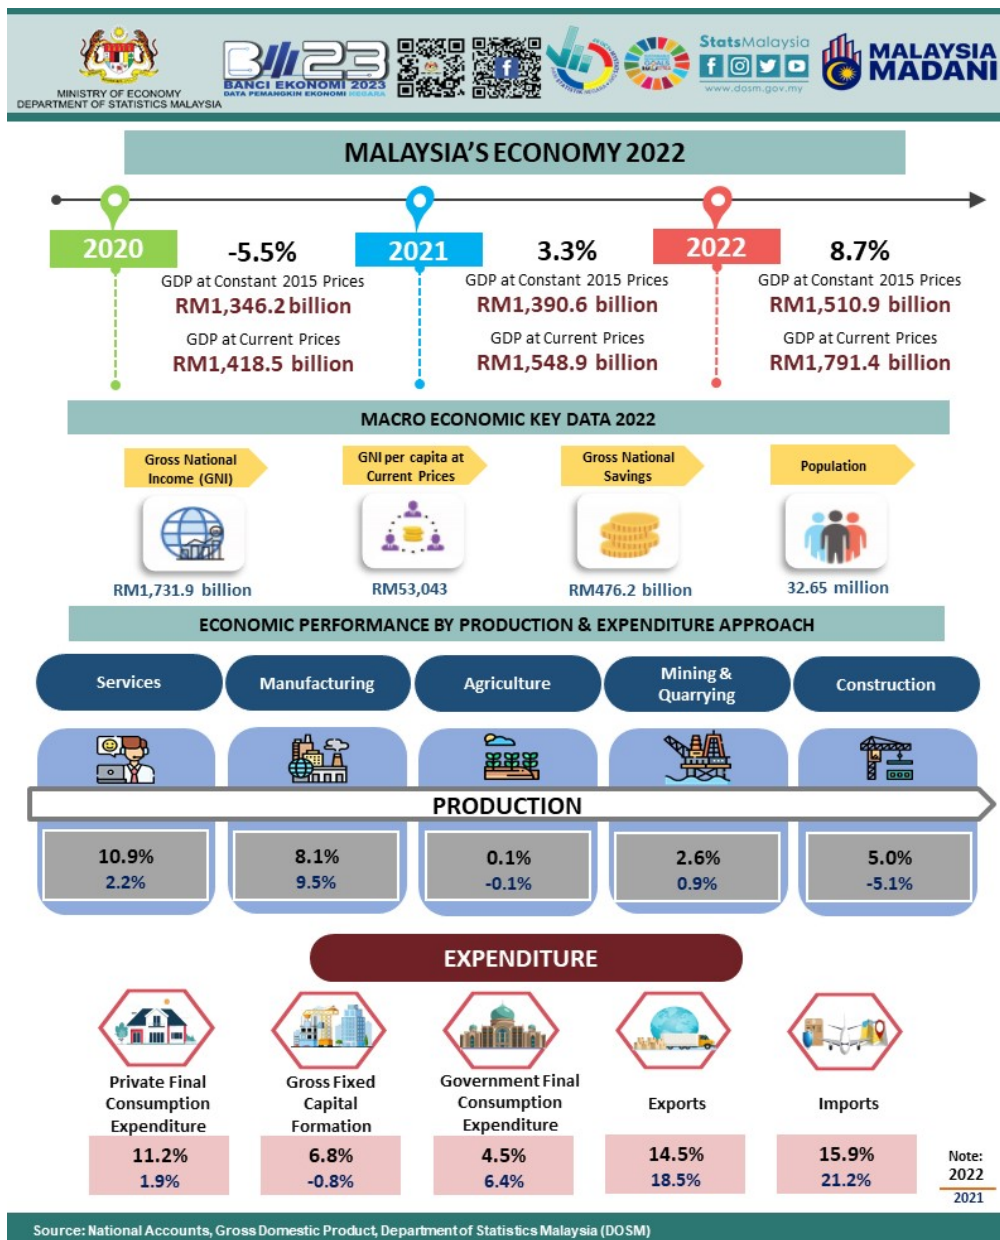 MINISTRY OF ECONOMY
DEPARTMENT OF STATISTICS MALAYSIA
BANCI EKONOMI 2023
DATA PEMANGKIN EKONOMI NEGARA
StatsMalaysia
www.dosm.gov.my
MALAYSIA
MADANI
MALAYSIA'S ECONOMY 2022
2020
-5.5%
GDP at Constant 2015 Prices
RM1,346.2 billion
GDP at Current Prices
RM1,418.5 billion
2021
3.3%
GDP at Constant 2015 Prices
RM1,390.6 billion
GDP at Current Prices
RM1,548.9 billion
2022
8.7%
GDP at Constant 2015 Prices
RM1,510.9 billion
GDP at Current Prices
RM1,791.4 billion
MACRO ECONOMIC KEY DATA 2022
Gross National
Income (GNI)
RM1,731.9 billion
GNI per capita at
Current Prices
RM53,043
Gross National
Savings
RM476.2 billion
Population
32.65 million
ECONOMIC PERFORMANCE BY PRODUCTION & EXPENDITURE APPROACH
Services
Manufacturing
Agriculture
Mining &
Quarrying
Construction
PRODUCTION
10.9%
2.2%
8.1%
9.5%
0.1%
-0.1%
2.6%
0.9%
5.0%
-5.1%
EXPENDITURE
Private Final
Consumption
Expenditure
11.2%
1.9%
Gross Fixed
Capital
Formation
6.8%
-0.8%
Government Final
Consumption
Expenditure
4.5%
6.4%
Exports
14.5%
18.5%
Imports
15.9%
21.2%
Note:
2022
2021
Source: National Accounts, Gross Domestic Product, Department of Statistics Malaysia (DOSM)